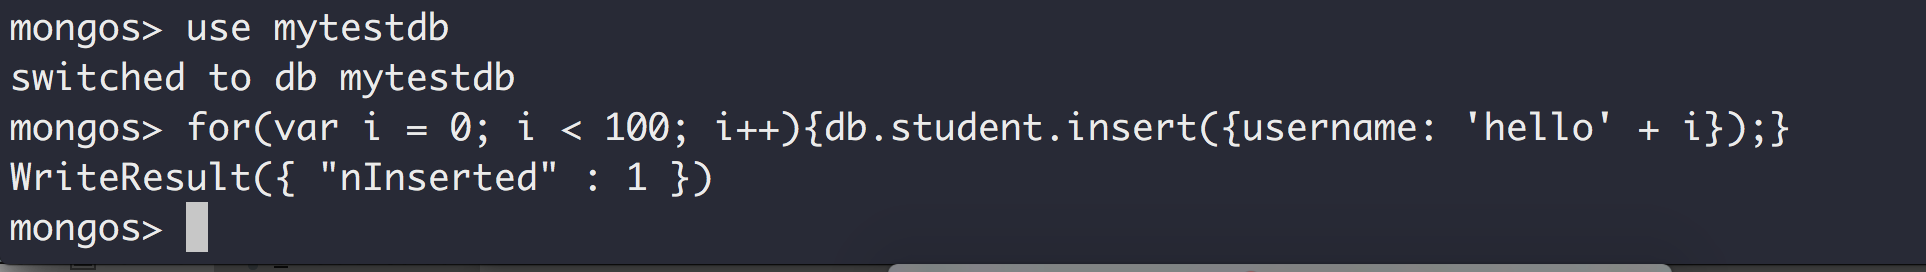 mongos> use mytestdb
switched to db mytestdb
mongos> for(var i = 0; i < 100; i++){db.student.insert({username: 'hello' + i});}
WriteResult({ "nInserted" : 1 })
mongos>